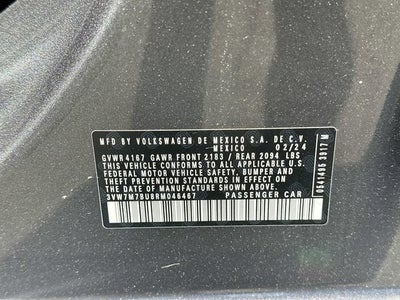 MFD BY VOLKSWAGEN DE MEXICO S.A. DE C.V.
MEXICO 02/24
GVWR 4167 GAWR FRONT 2183 / REAR 2094 LBS
THIS VEHICLE CONFORMS TO ALL APPLICABLE U.S.
FEDERAL MOTOR VEHICLE SAFETY, BUMPER AND
THEFT PREVENTION STANDARDS IN EFFECT ON
THE DATE OF MANUFACTURE SHOWN ABOVE.
3VW7M7BU8RM046467 PASSENGER CAR